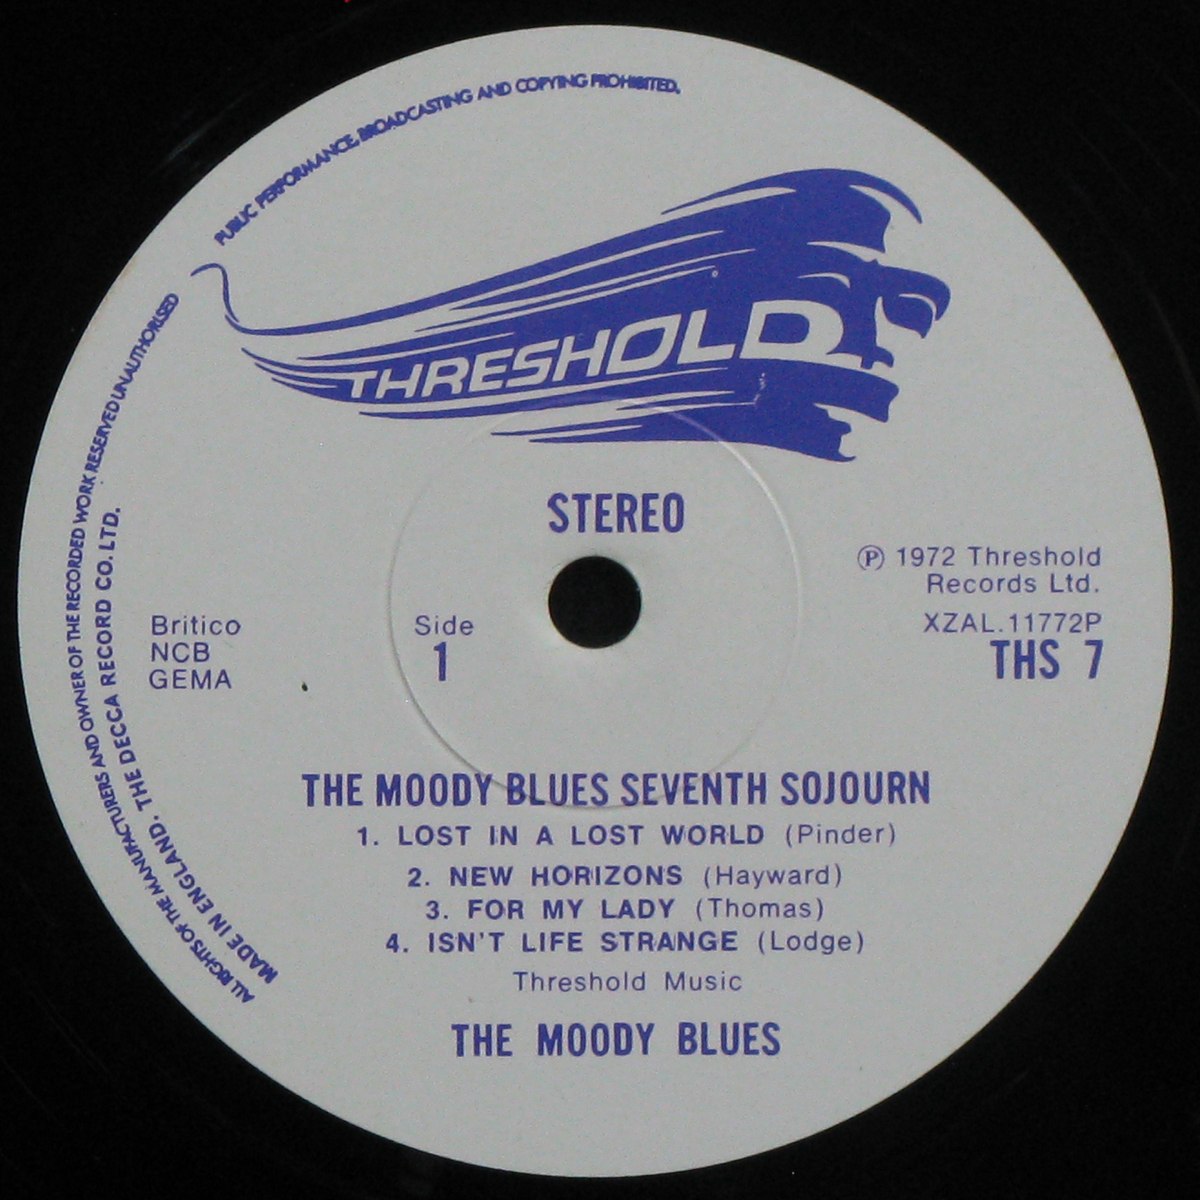 PUBLIC PERFORMANCE, BROADCASTING AND COPYING PROHIBITED.
ALL RIGHTS OF THE MANUFACTURERS AND OWNER OF THE RECORDED WORK RESERVED UNAUTHORISED
MADE IN ENGLAND. THE DECCA RECORD CO. LTD.
THRESHOLD
STEREO
℗ 1972 Threshold
Records Ltd.
XZAL.11772P
THS 7
Britico
NCB
GEMA
Side
1
THE MOODY BLUES SEVENTH SOJOURN
1. LOST IN A LOST WORLD (Pinder)
2. NEW HORIZONS (Hayward)
3. FOR MY LADY (Thomas)
4. ISN'T LIFE STRANGE (Lodge)
Threshold Music
THE MOODY BLUES